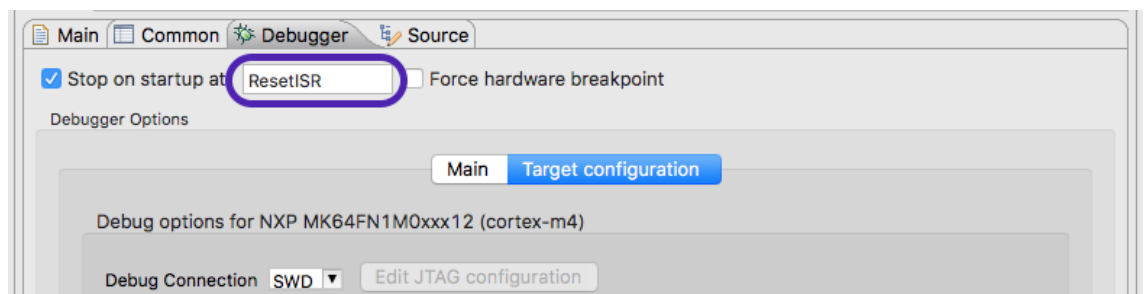 Main Common Debugger Source
Stop on startup at ResetISR Force hardware breakpoint
Debugger Options
Main Target configuration
Debug options for NXP MK64FN1M0xxx12 (cortex-m4)
Debug Connection SWD Edit JTAG configuration